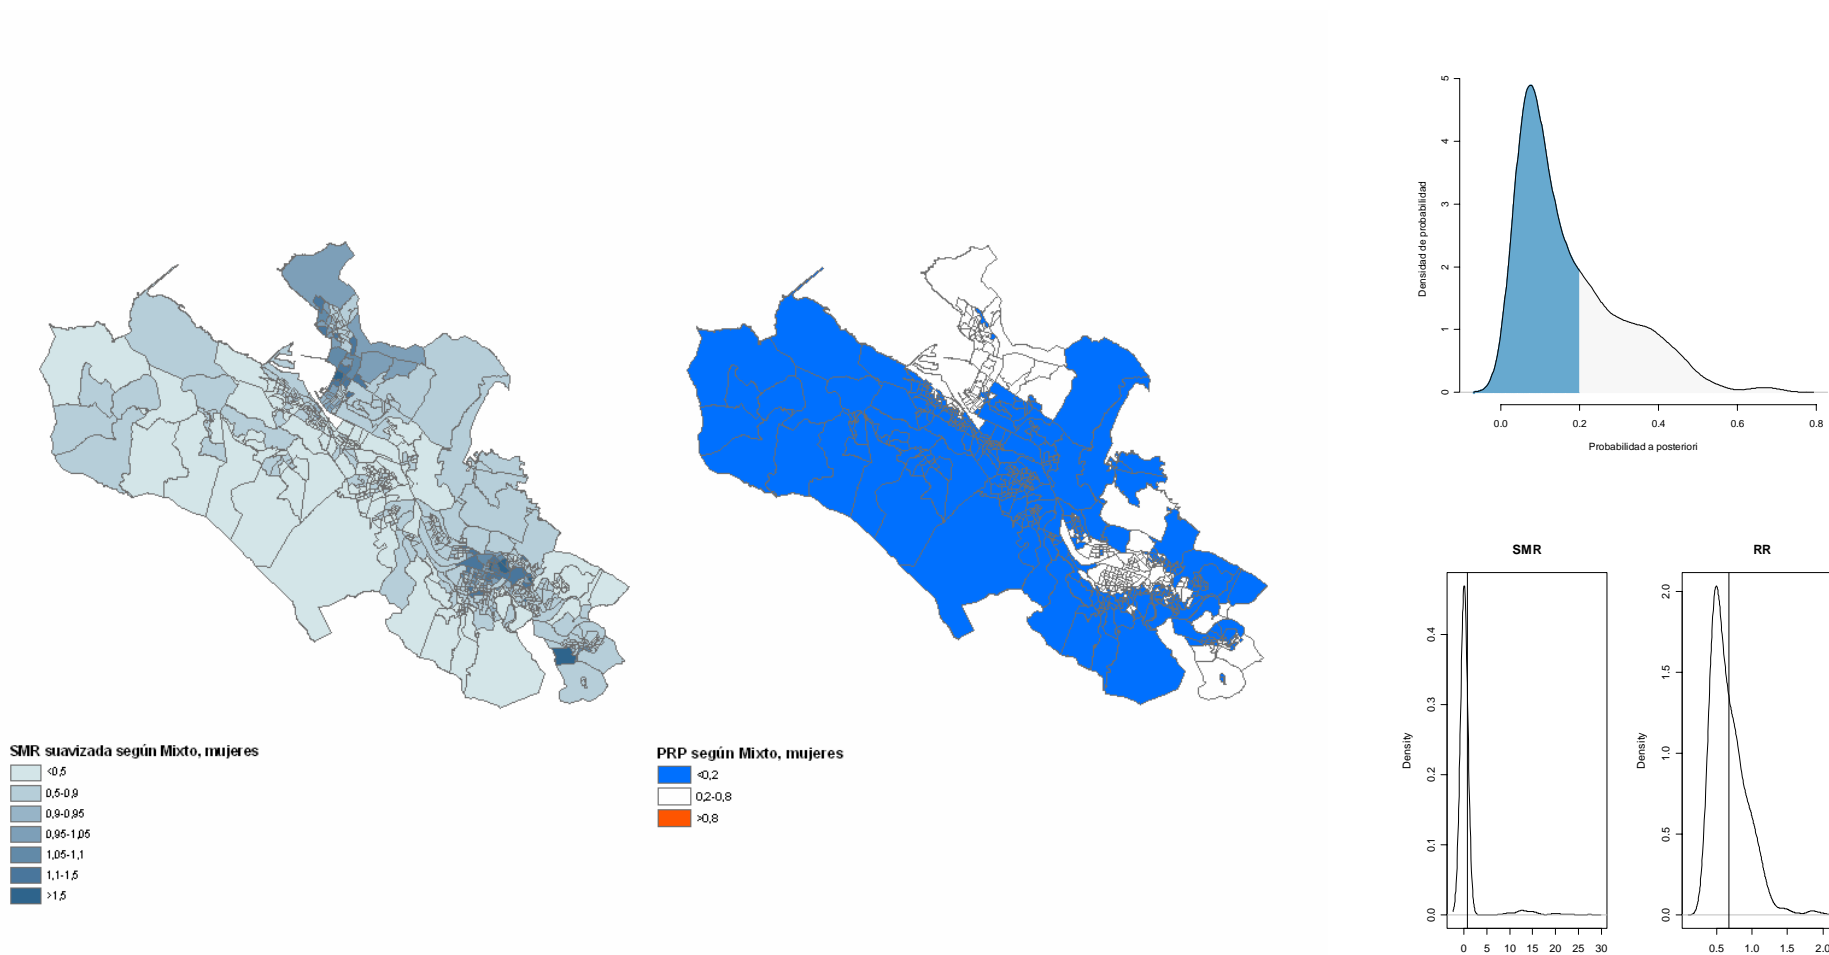 SMR suavizada según Mixto, mujeres
<0,5
0,5-0,9
0,9-0,95
0,95-1,05
1,05-1,1
1,1-1,5
>1,5
PRP según Mixto, mujeres
<0,2
0,2-0,8
>0,8
Densidad de probabilidad
0 1 2 3 4 5
0.0 0.2 0.4 0.6 0.8
Probabilidad a posteriori
SMR
Density
0.0 0.1 0.2 0.3 0.4
0 5 10 15 20 25 30
RR
Density
0.0 0.5 1.0 1.5 2.0
0.5 1.0 1.5 2.0